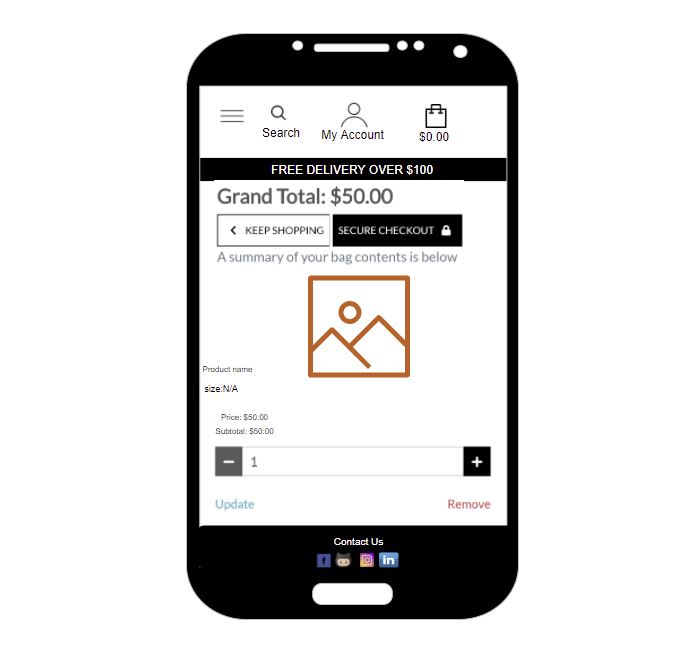 Search
My Account
$0.00
FREE DELIVERY OVER $100
Grand Total: $50.00
KEEP SHOPPING
SECURE CHECKOUT
A summary of your bag contents is below
Product name
size:N/A
Price: $50.00
Subtotal: $50:00
− 1 +
Update
Remove
Contact Us
f
in